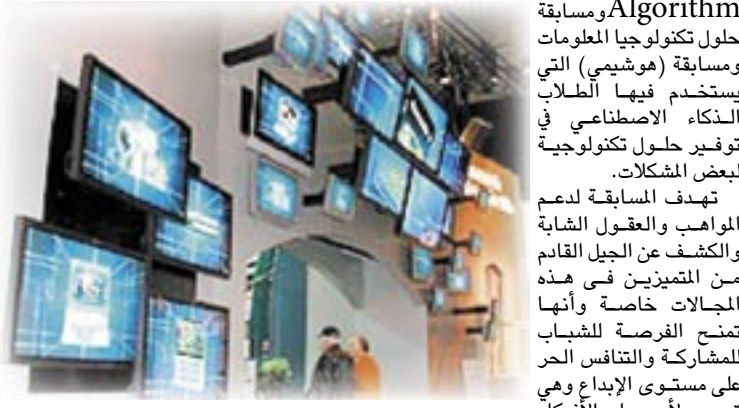 Algorithm ومسابقة
حلول تكنولوجيا المعلومات
ومسابقة (هوشيمي) التي
يستخدم فيها الطلاب
الذكاء الاصطناعي في
توفير حلول تكنولوجية
لبعض المشكلات.
تهدف المسابقة لدعم
المواهب والعقول الشابة
والكشف عن الجيل القادم
من المتميزين فى هذه
المجالات خاصة وأنها
تمنح الفرصة للشباب
للمشاركة والتنافس الحر
على مستوى الإبداع وهي